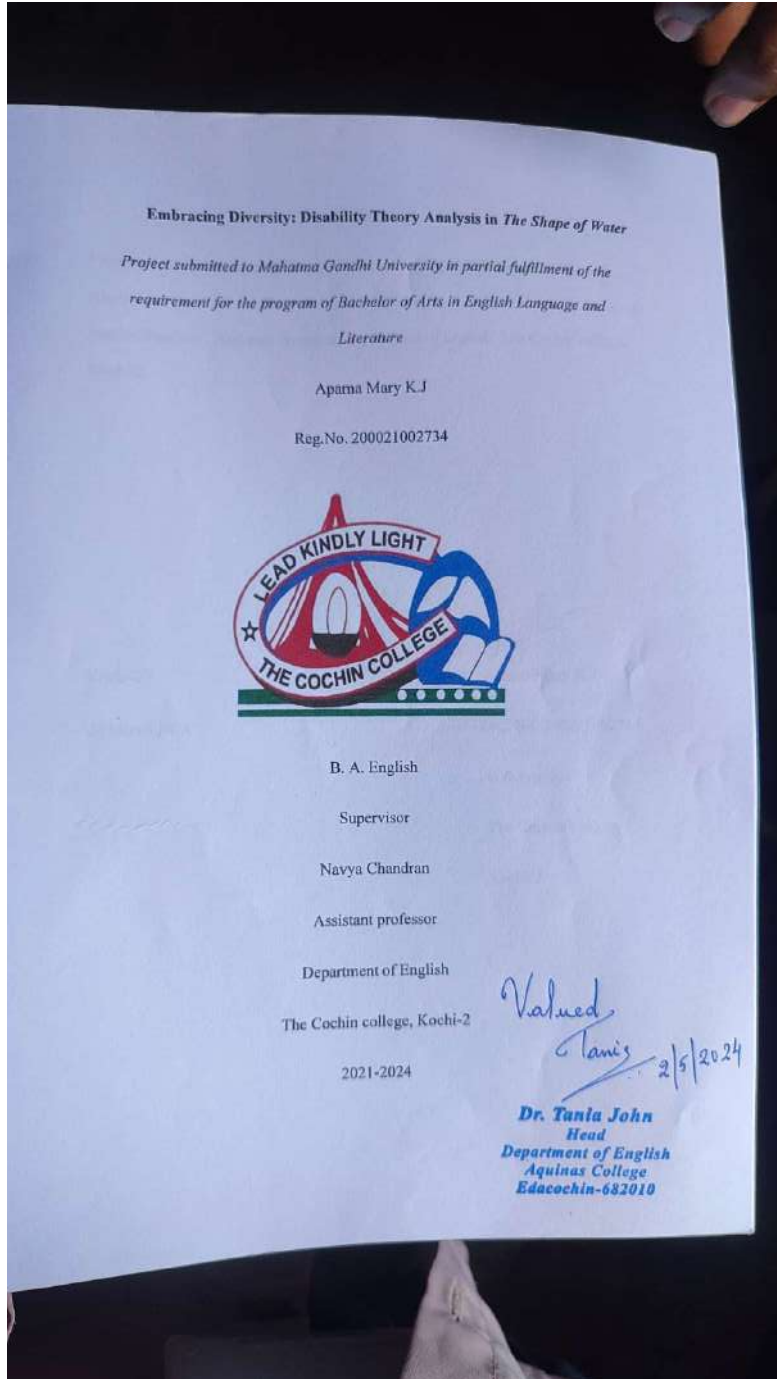 Embracing Diversity: Disability Theory Analysis in The Shape of Water
Project submitted to Mahatma Gandhi University in partial fulfillment of the
requirement for the program of Bachelor of Arts in English Language and
Literature
Aparna Mary K.J
Reg.No. 200021002734
LEAD KINDLY LIGHT
THE COCHIN COLLEGE
B. A. English
Supervisor
Navya Chandran
Assistant professor
Department of English
The Cochin college, Kochi-2
2021-2024
Valued
Tania
2/5/2024
Dr. Tania John
Head
Department of English
Aquinas College
Edacochin-682010